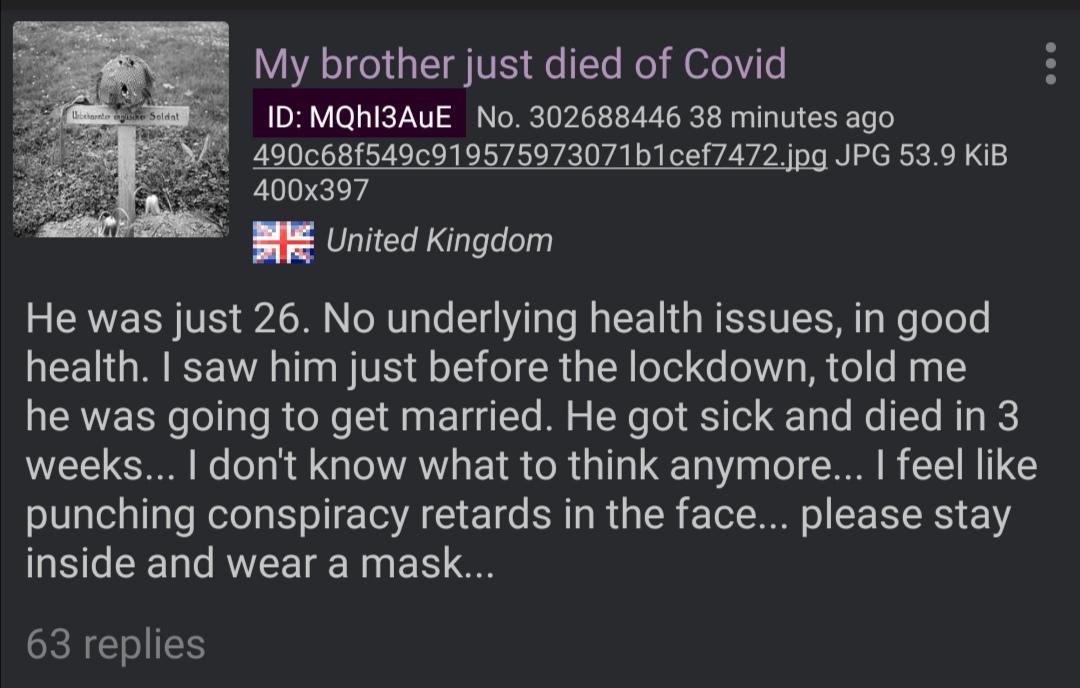 My brother just died of Covid
ID: MQhI3AuE No. 302688446 38 minutes ago
490c68f549c919575973071b1cef7472.jpg JPG 53.9 KiB
400x397
United Kingdom
Unbekannter englischer Soldat
He was just 26. No underlying health issues, in good
health. I saw him just before the lockdown, told me
he was going to get married. He got sick and died in 3
weeks... I don't know what to think anymore... I feel like
punching conspiracy retards in the face... please stay
inside and wear a mask...
63 replies